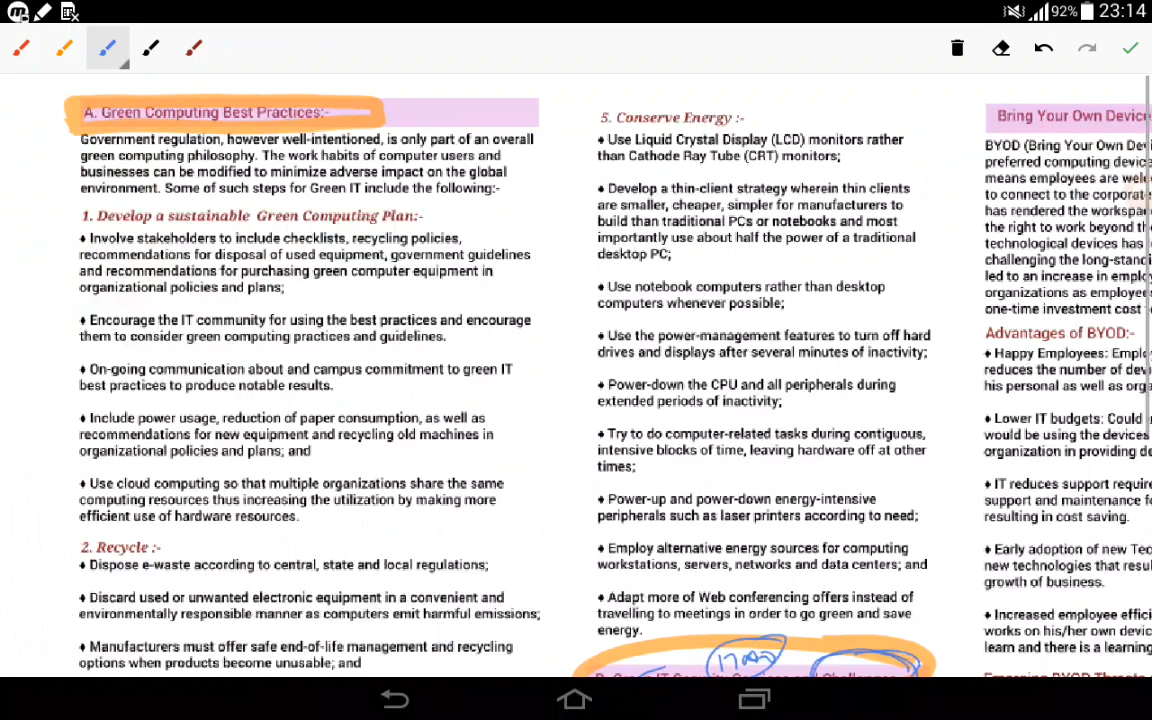 92% 23:14
A. Green Computing Best Practices:-
Government regulation, however well-intentioned, is only part of an overall
green computing philosophy. The work habits of computer users and
businesses can be modified to minimize adverse impact on the global
environment. Some of such steps for Green IT include the following:-
1. Develop a sustainable Green Computing Plan:-
♦ Involve stakeholders to include checklists, recycling policies,
recommendations for disposal of used equipment, government guidelines
and recommendations for purchasing green computer equipment in
organizational policies and plans;
♦ Encourage the IT community for using the best practices and encourage
them to consider green computing practices and guidelines.
♦ On-going communication about and campus commitment to green IT
best practices to produce notable results.
♦ Include power usage, reduction of paper consumption, as well as
recommendations for new equipment and recycling old machines in
organizational policies and plans; and
♦ Use cloud computing so that multiple organizations share the same
computing resources thus increasing the utilization by making more
efficient use of hardware resources.
2. Recycle :-
♦ Dispose e-waste according to central, state and local regulations;
♦ Discard used or unwanted electronic equipment in a convenient and
environmentally responsible manner as computers emit harmful emissions;
♦ Manufacturers must offer safe end-of-life management and recycling
options when products become unusable; and
5. Conserve Energy :-
♦ Use Liquid Crystal Display (LCD) monitors rather
than Cathode Ray Tube (CRT) monitors;
♦ Develop a thin-client strategy wherein thin clients
are smaller, cheaper, simpler for manufacturers to
build than traditional PCs or notebooks and most
importantly use about half the power of a traditional
desktop PC;
♦ Use notebook computers rather than desktop
computers whenever possible;
♦ Use the power-management features to turn off hard
drives and displays after several minutes of inactivity;
♦ Power-down the CPU and all peripherals during
extended periods of inactivity;
♦ Try to do computer-related tasks during contiguous,
intensive blocks of time, leaving hardware off at other
times;
♦ Power-up and power-down energy-intensive
peripherals such as laser printers according to need;
♦ Employ alternative energy sources for computing
workstations, servers, networks and data centers; and
♦ Adapt more of Web conferencing offers instead of
travelling to meetings in order to go green and save
energy.
Bring Your Own Device
BYOD (Bring Your Own Dev
preferred computing device
means employees are welc
to connect to the corporat
has rendered the workspac
the right to work beyond th
technological devices has
challenging the long-stand
led to an increase in employ
organizations as employees
one-time investment cost
Advantages of BYOD:-
♦ Happy Employees: Empl
reduces the number of devi
his personal as well as orga
♦ Lower IT budgets: Could
would be using the devices
organization in providing de
♦ IT reduces support require
support and maintenance f
resulting in cost saving.
♦ Early adoption of new Tec
new technologies that resul
growth of business.
♦ Increased employee effici
works on his/her own devic
learn and there is a learning